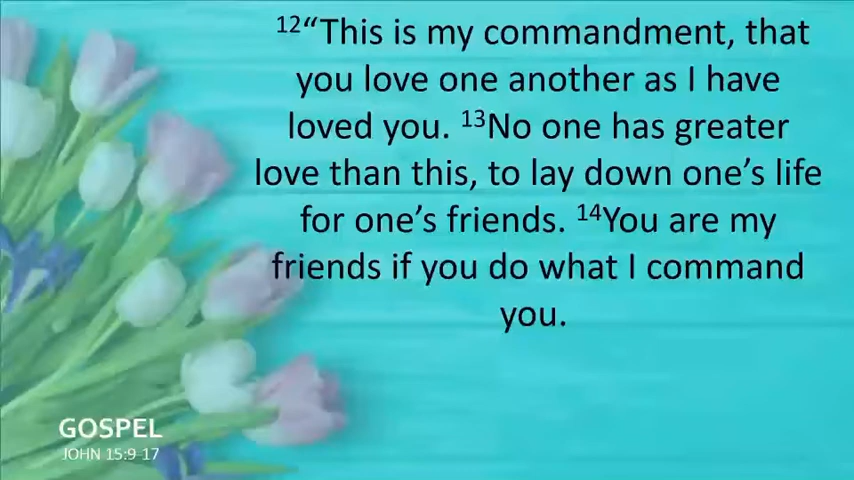 12“This is my commandment, that
you love one another as I have
loved you. 13No one has greater
love than this, to lay down one’s life
for one’s friends. 14You are my
friends if you do what I command
you.
GOSPEL
JOHN 15:9-17